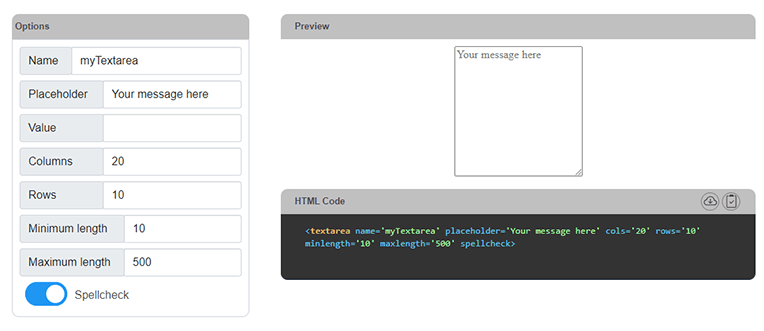 Options
Name myTextarea
Placeholder Your message here
Value
Columns 20
Rows 10
Minimum length 10
Maximum length 500
Spellcheck
Preview
Your message here
HTML Code
<textarea name='myTextarea' placeholder='Your message here' cols='20' rows='10'
minlength='10' maxlength='500' spellcheck>